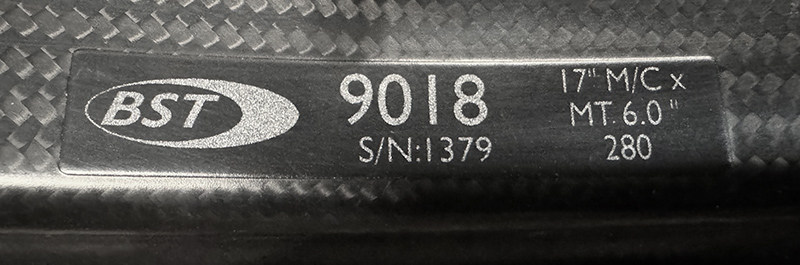 BST
9018
S/N:1379
17" M/C x
MT. 6.0"
280